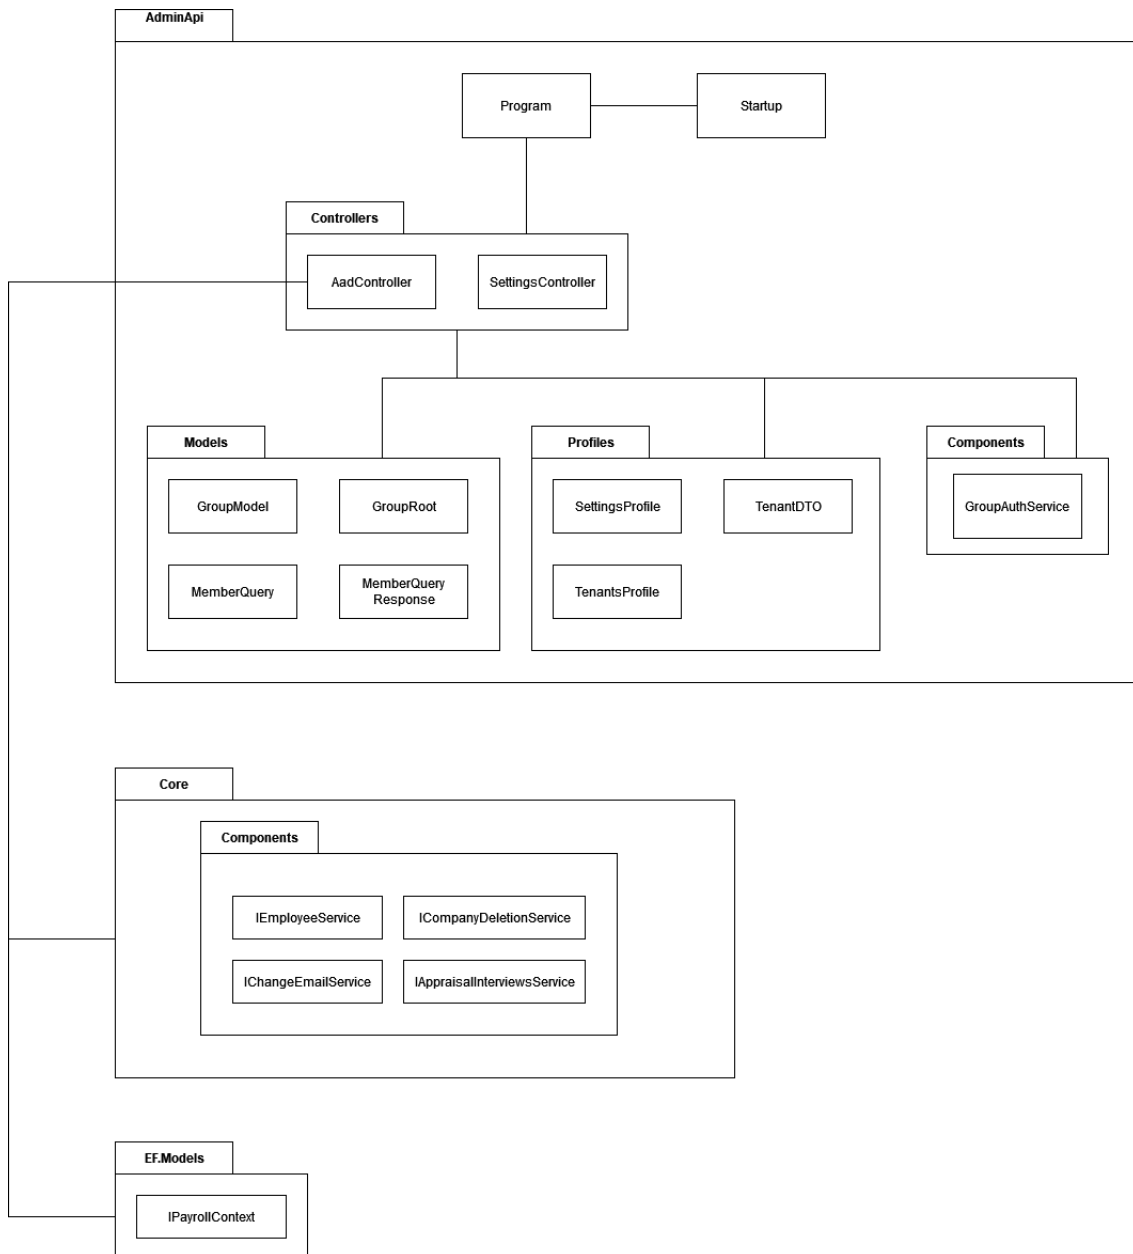 AdminApi
Program
Startup
Controllers
AadController
SettingsController
Models
GroupModel
GroupRoot
MemberQuery
MemberQuery
Response
Profiles
SettingsProfile
TenantDTO
TenantsProfile
Components
GroupAuthService
Core
Components
IEmployeeService
ICompanyDeletionService
IChangeEmailService
IAppraisalInterviewsService
EF.Models
IPayrollContext